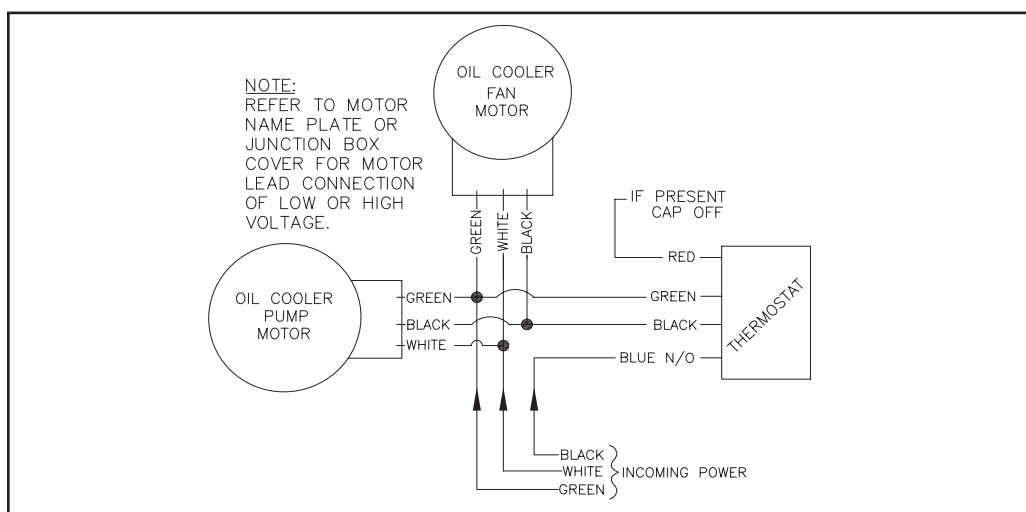 OIL COOLER
FAN
MOTOR
NOTE:
REFER TO MOTOR
NAME PLATE OR
JUNCTION BOX
COVER FOR MOTOR
LEAD CONNECTION
OF LOW OR HIGH
VOLTAGE.
GREEN
WHITE
BLACK
IF PRESENT
CAP OFF
RED
GREEN
BLACK
BLUE N/O
THERMOSTAT
OIL COOLER
PUMP
MOTOR
GREEN
BLACK
WHITE
BLACK
WHITE
GREEN
INCOMING POWER